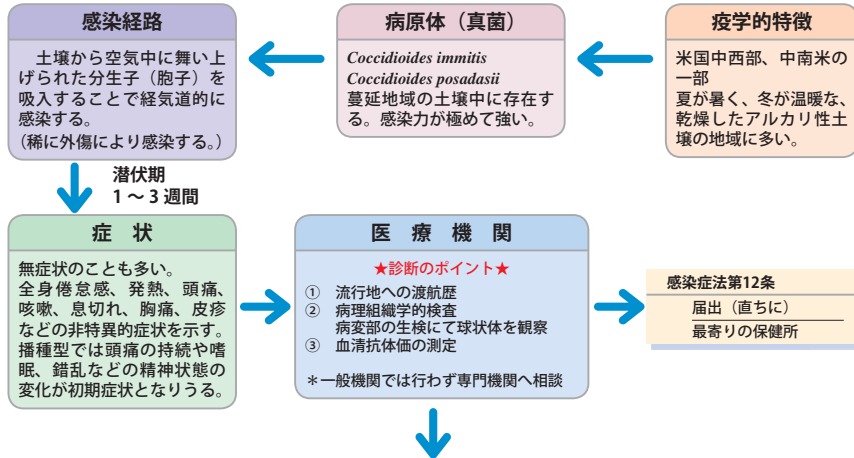 感染経路
土壌から空気中に舞い上
げられた分生子（胞子）を
吸入することで経気道的に
感染する。
（稀に外傷により感染する。）
病原体（真菌）
Coccidioides immitis
Coccidioides posadasii
蔓延地域の土壌中に存在す
る。感染力が極めて強い。
疫学的特徴
米国中西部、中南米の
一部
夏が暑く、冬が温暖な、
乾燥したアルカリ性土
壌の地域に多い。
潜伏期
1 〜 3 週間
症　状
無症状のことも多い。
全身倦怠感、発熱、頭痛、
咳嗽、息切れ、胸痛、皮疹
などの非特異的症状を示す。
播種型では頭痛の持続や嗜
眠、錯乱などの精神状態の
変化が初期症状となりうる。
医 療 機 関
★診断のポイント★
①　流行地への渡航歴
②　病理組織学的検査
病変部の生検にて球状体を観察
③　血清抗体価の測定
＊一般機関では行わず専門機関へ相談
感染症法第12条
届出（直ちに）
最寄りの保健所